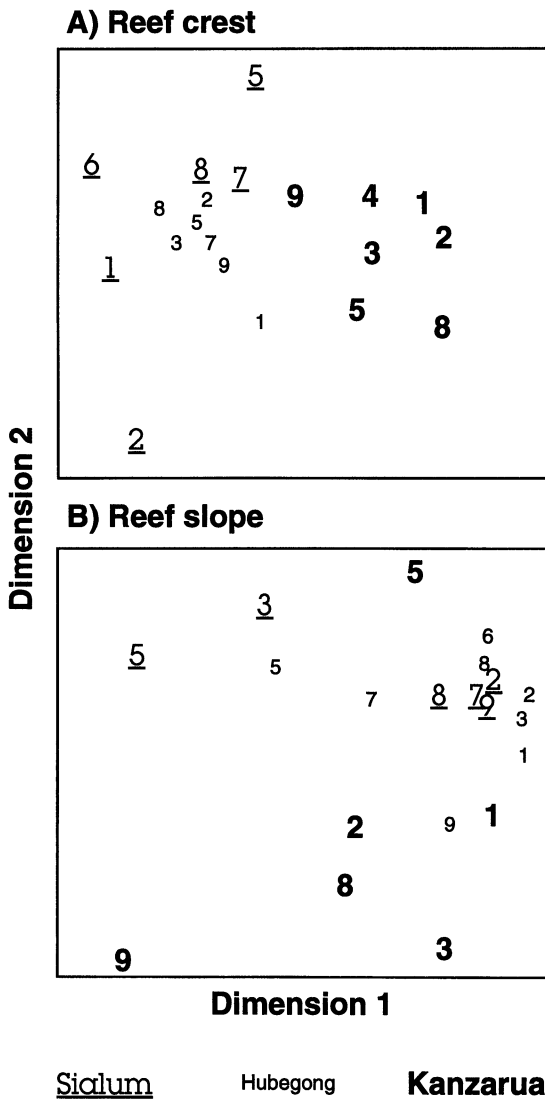 A) Reef crest
5
6 8 7
8 2 9 4 1
5 2
3 7 3
1 9
1 5 8
2
Dimension 2
B) Reef slope
5
3 6
5 5 8
7 8 7 2 2
9 3
1
2 9 1
8
9 3
Dimension 1
Sialum Hubegong Kanzarua